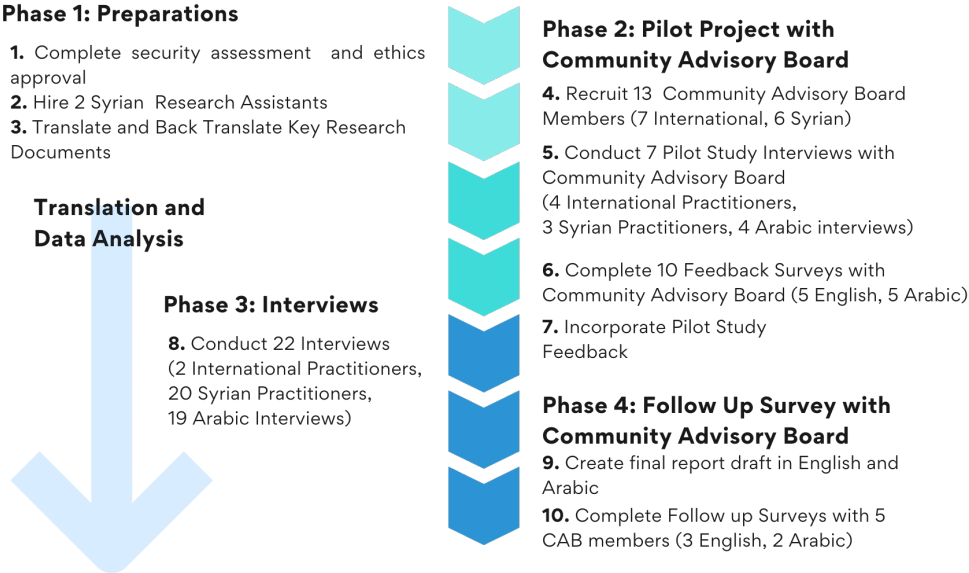 Phase 1: Preparations
1. Complete security assessment and ethics
approval
2. Hire 2 Syrian Research Assistants
3. Translate and Back Translate Key Research
Documents
Phase 2: Pilot Project with
Community Advisory Board
4. Recruit 13 Community Advisory Board
Members (7 International, 6 Syrian)
5. Conduct 7 Pilot Study Interviews with
Community Advisory Board
(4 International Practitioners,
3 Syrian Practitioners, 4 Arabic interviews)
6. Complete 10 Feedback Surveys with
Community Advisory Board (5 English, 5 Arabic)
7. Incorporate Pilot Study
Feedback
Translation and
Data Analysis
Phase 3: Interviews
8. Conduct 22 Interviews
(2 International Practitioners,
20 Syrian Practitioners,
19 Arabic Interviews)
Phase 4: Follow Up Survey with
Community Advisory Board
9. Create final report draft in English and
Arabic
10. Complete Follow up Surveys with 5
CAB members (3 English, 2 Arabic)